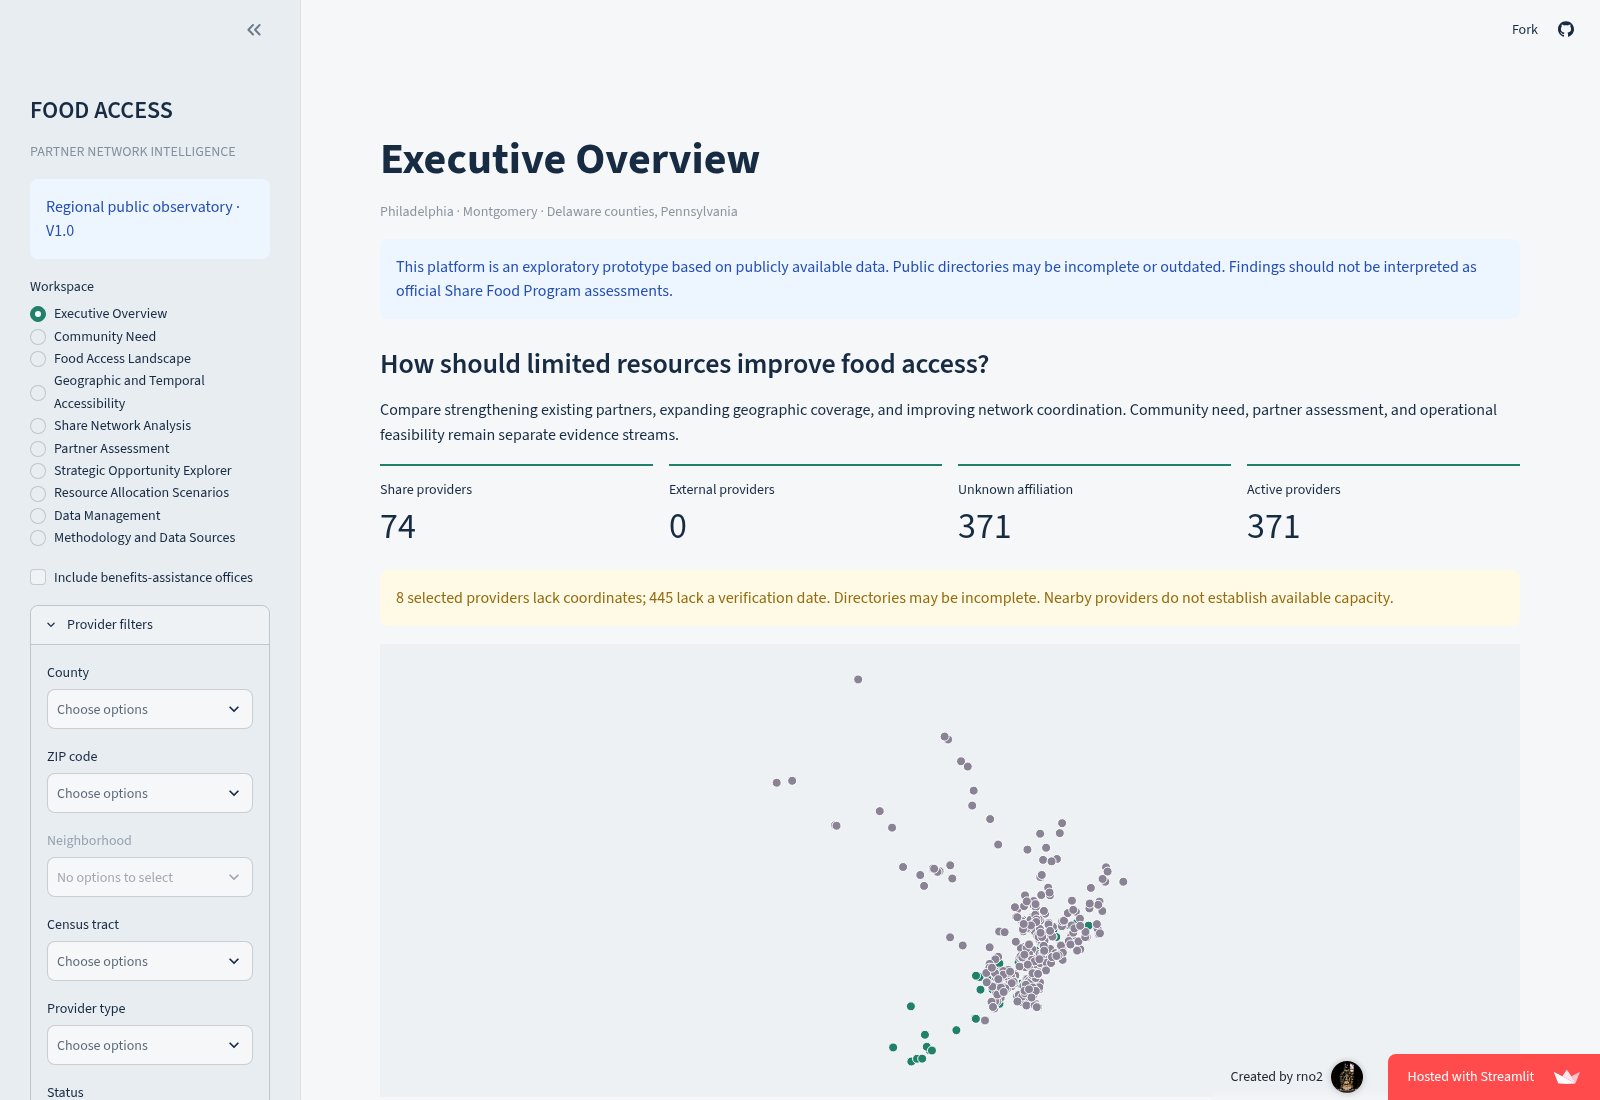 FOOD ACCESS
PARTNER NETWORK INTELLIGENCE
Regional public observatory ·
V1.0
Workspace
Executive Overview
Community Need
Food Access Landscape
Geographic and Temporal
Accessibility
Share Network Analysis
Partner Assessment
Strategic Opportunity Explorer
Resource Allocation Scenarios
Data Management
Methodology and Data Sources
Include benefits-assistance offices
Provider filters
County
Choose options
ZIP code
Choose options
Neighborhood
No options to select
Census tract
Choose options
Provider type
Choose options
Status
Fork
Executive Overview
Philadelphia · Montgomery · Delaware counties, Pennsylvania
This platform is an exploratory prototype based on publicly available data. Public directories may be incomplete or outdated. Findings should not be interpreted as
official Share Food Program assessments.
How should limited resources improve food access?
Compare strengthening existing partners, expanding geographic coverage, and improving network coordination. Community need, partner assessment, and operational
feasibility remain separate evidence streams.
Share providers
74
External providers
0
Unknown affiliation
371
Active providers
371
8 selected providers lack coordinates; 445 lack a verification date. Directories may be incomplete. Nearby providers do not establish available capacity.
Created by rno2
Hosted with Streamlit